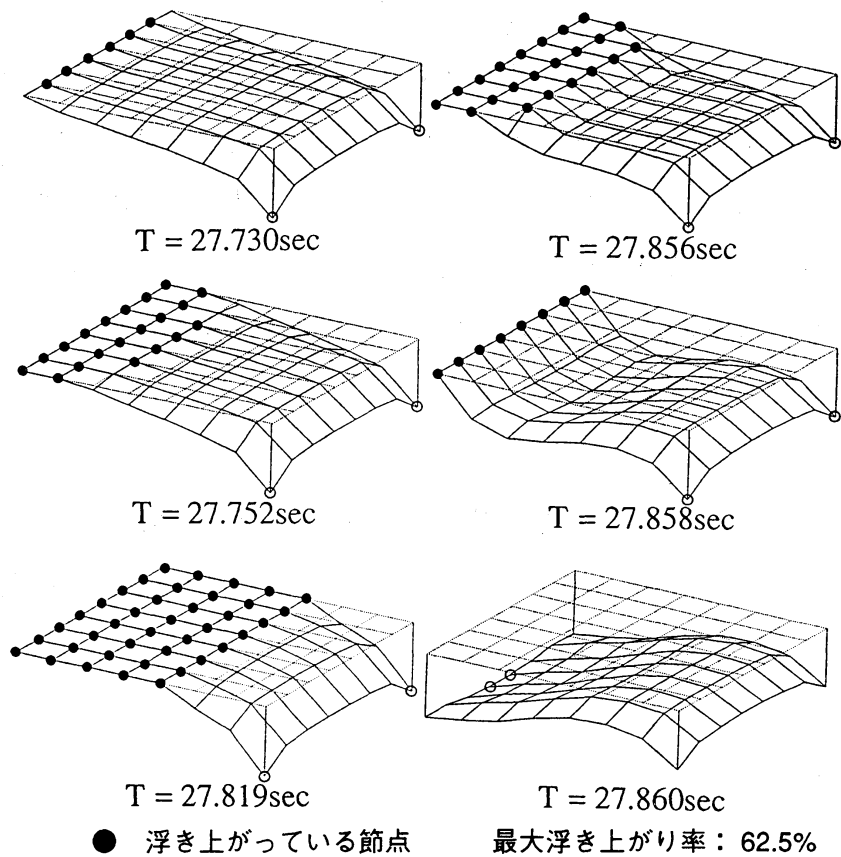 T = 27.730sec
T = 27.856sec
T = 27.752sec
T = 27.858sec
T = 27.819sec
T = 27.860sec
● 浮き上がっている節点
最大浮き上がり率： 62.5%